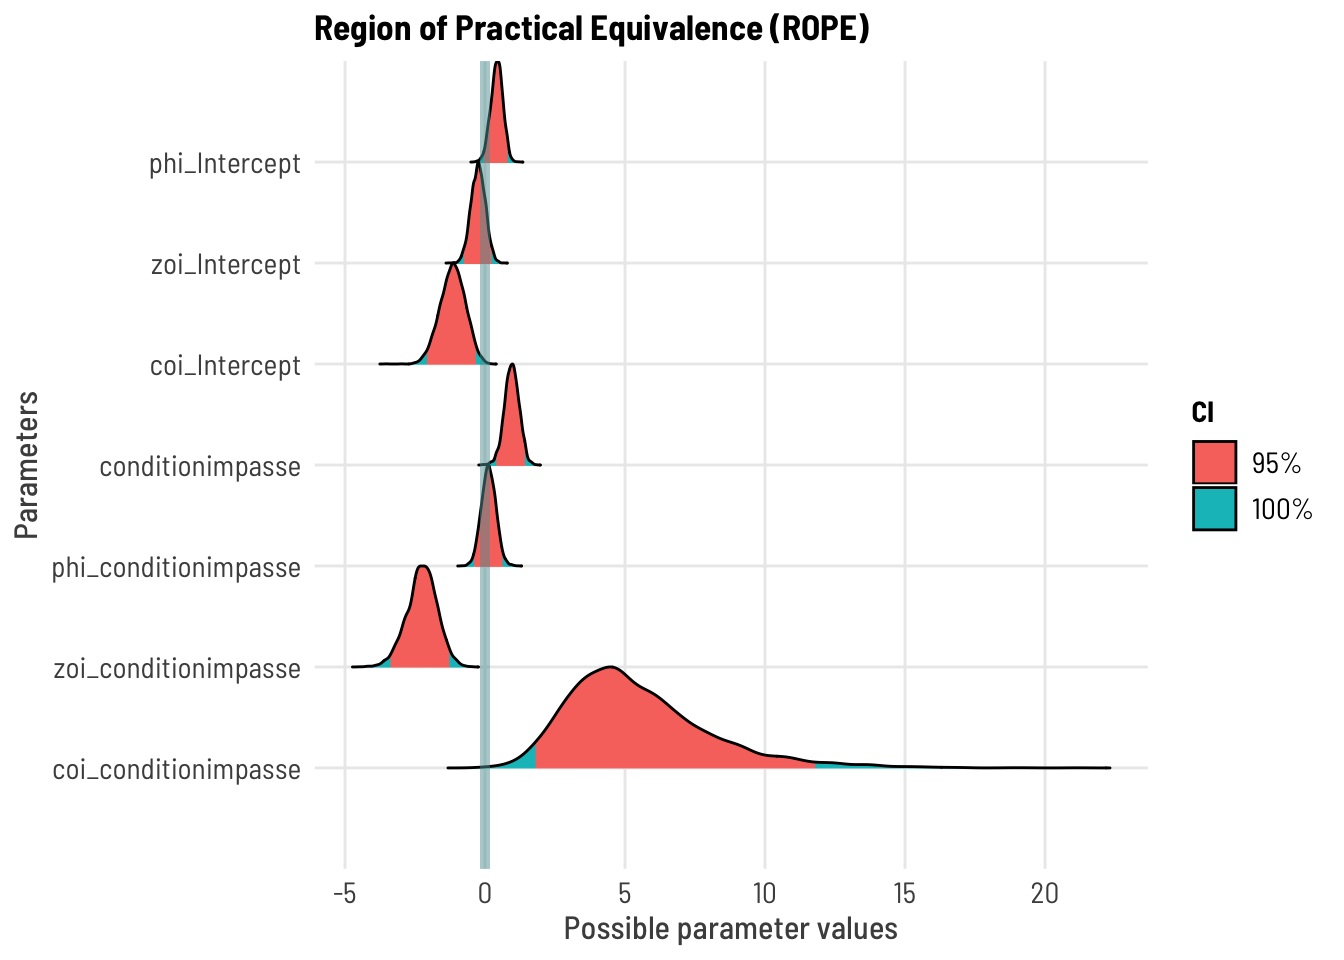 Region of Practical Equivalence (ROPE)
phi_Intercept
zoi_Intercept
coi_Intercept
conditionimpasse
phi_conditionimpasse
zoi_conditionimpasse
coi_conditionimpasse
Parameters
-5 0 5 10 15 20
Possible parameter values
CI
95%
100%